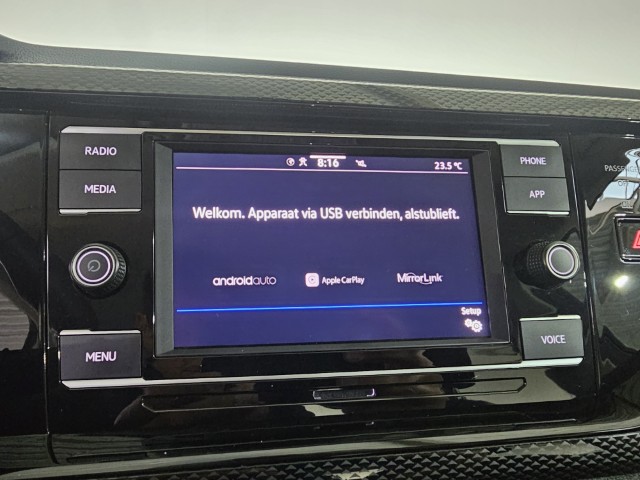 RADIO
MEDIA
MENU
8:16
23.5 °C
Welkom. Apparaat via USB verbinden, alstublieft.
androidauto
Apple CarPlay
MirrorLink
Setup
PHONE
APP
VOICE